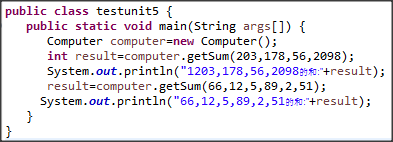 public class testunit5 {
public static void main(String args[]) {
Computer computer=new Computer();
int result=computer.getSum(203,178,56,2098);
System.out.println("1203,178,56,2098的和:"+result);
result=computer.getSum(66,12,5,89,2,51);
System.out.println("66,12,5,89,2,51的和:"+result);
}
}